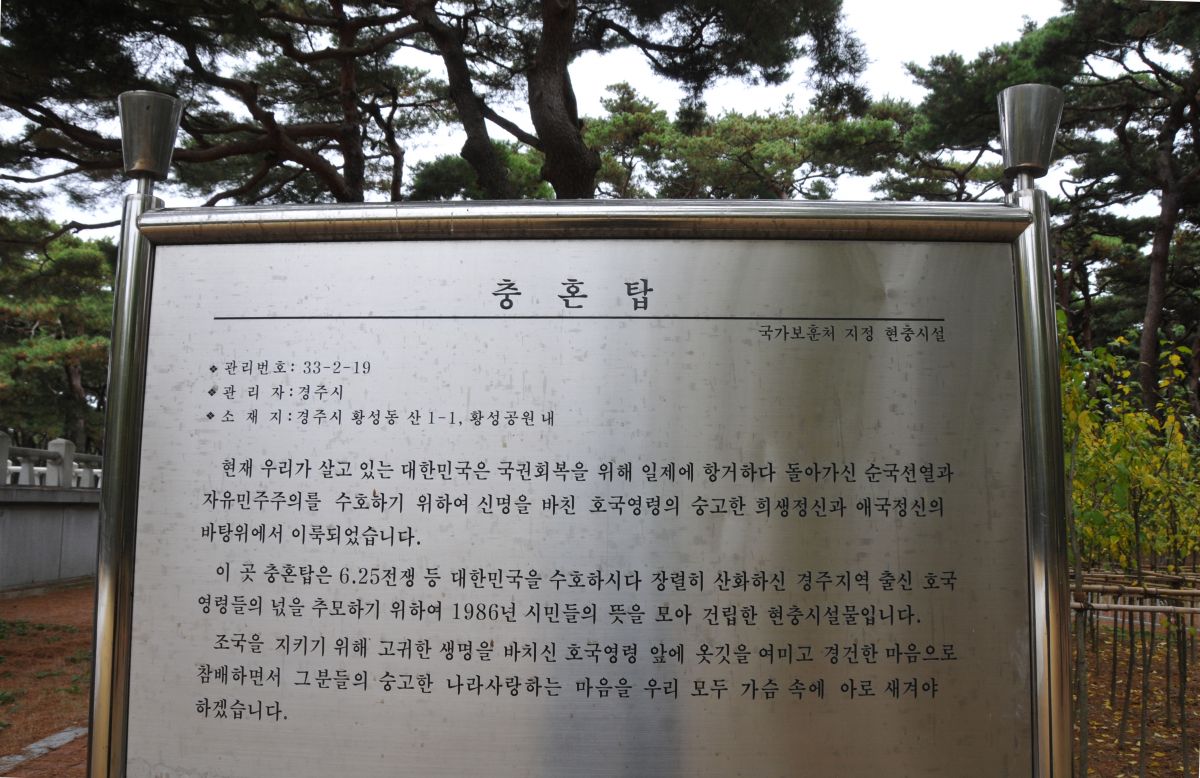 충 혼 탑
국가보훈처 지정 현충시설
❖ 관리번호 : 33-2-19
❖ 관 리 자 : 경주시
❖ 소 재 지 : 경주시 황성동 산 1-1, 황성공원 내
현재 우리가 살고 있는 대한민국은 국권회복을 위해 일제에 항거하다 돌아가신 순국선열과
자유민주주의를 수호하기 위하여 신명을 바친 호국영령의 숭고한 희생정신과 애국정신의
바탕위에서 이룩되었습니다.
이 곳 충혼탑은 6.25전쟁 등 대한민국을 수호하시다 장렬히 산화하신 경주지역 출신 호국
영령들의 넋을 추모하기 위하여 1986년 시민들의 뜻을 모아 건립한 현충시설물입니다.
조국을 지키기 위해 고귀한 생명을 바치신 호국영령 앞에 옷깃을 여미고 경건한 마음으로
참배하면서 그분들의 숭고한 나라사랑하는 마음을 우리 모두 가슴 속에 아로 새겨야
하겠습니다.